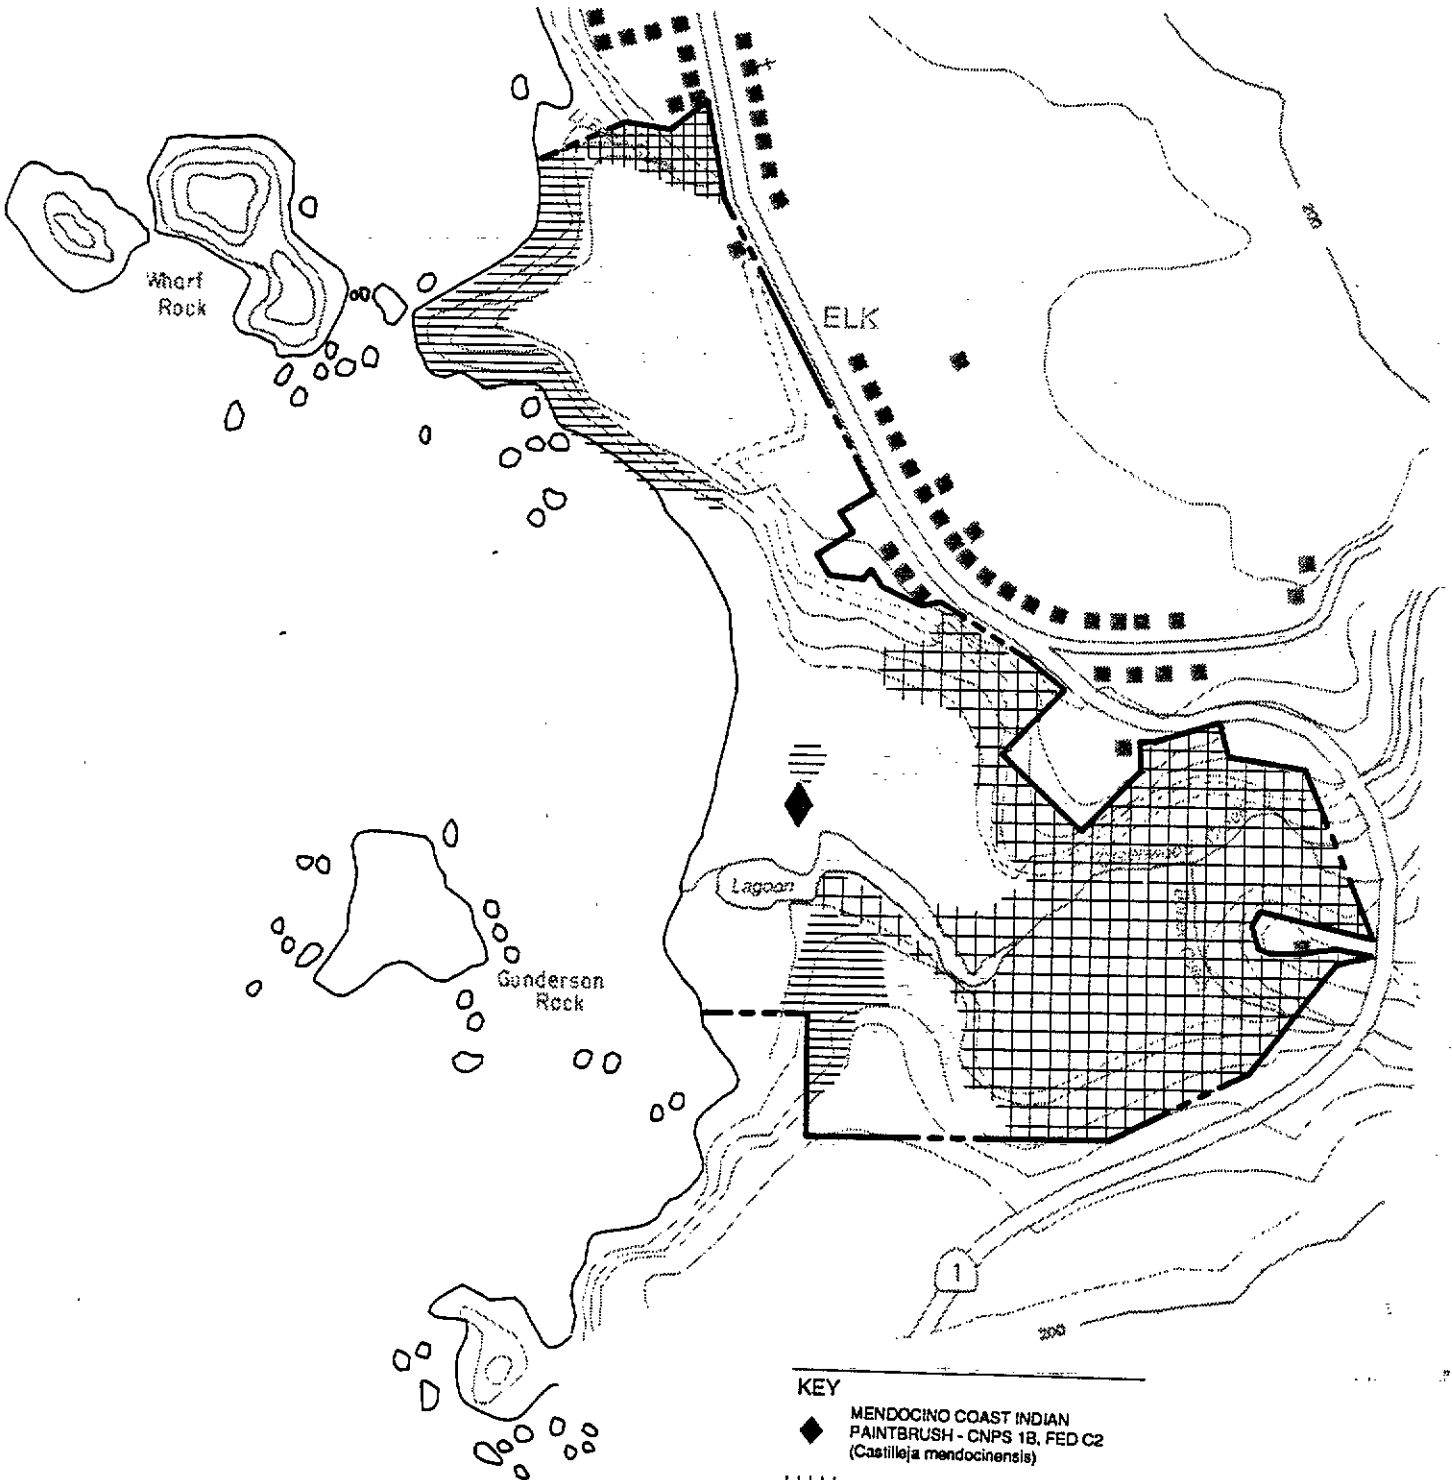 200
Wharf
Rock
ELK
Lagoon
Gunderson
Rock
1
200
KEY
MENDOCINO COAST INDIAN
PAINTBRUSH - CNPS 1B, FED C2
(Castilleja mendocinensis)